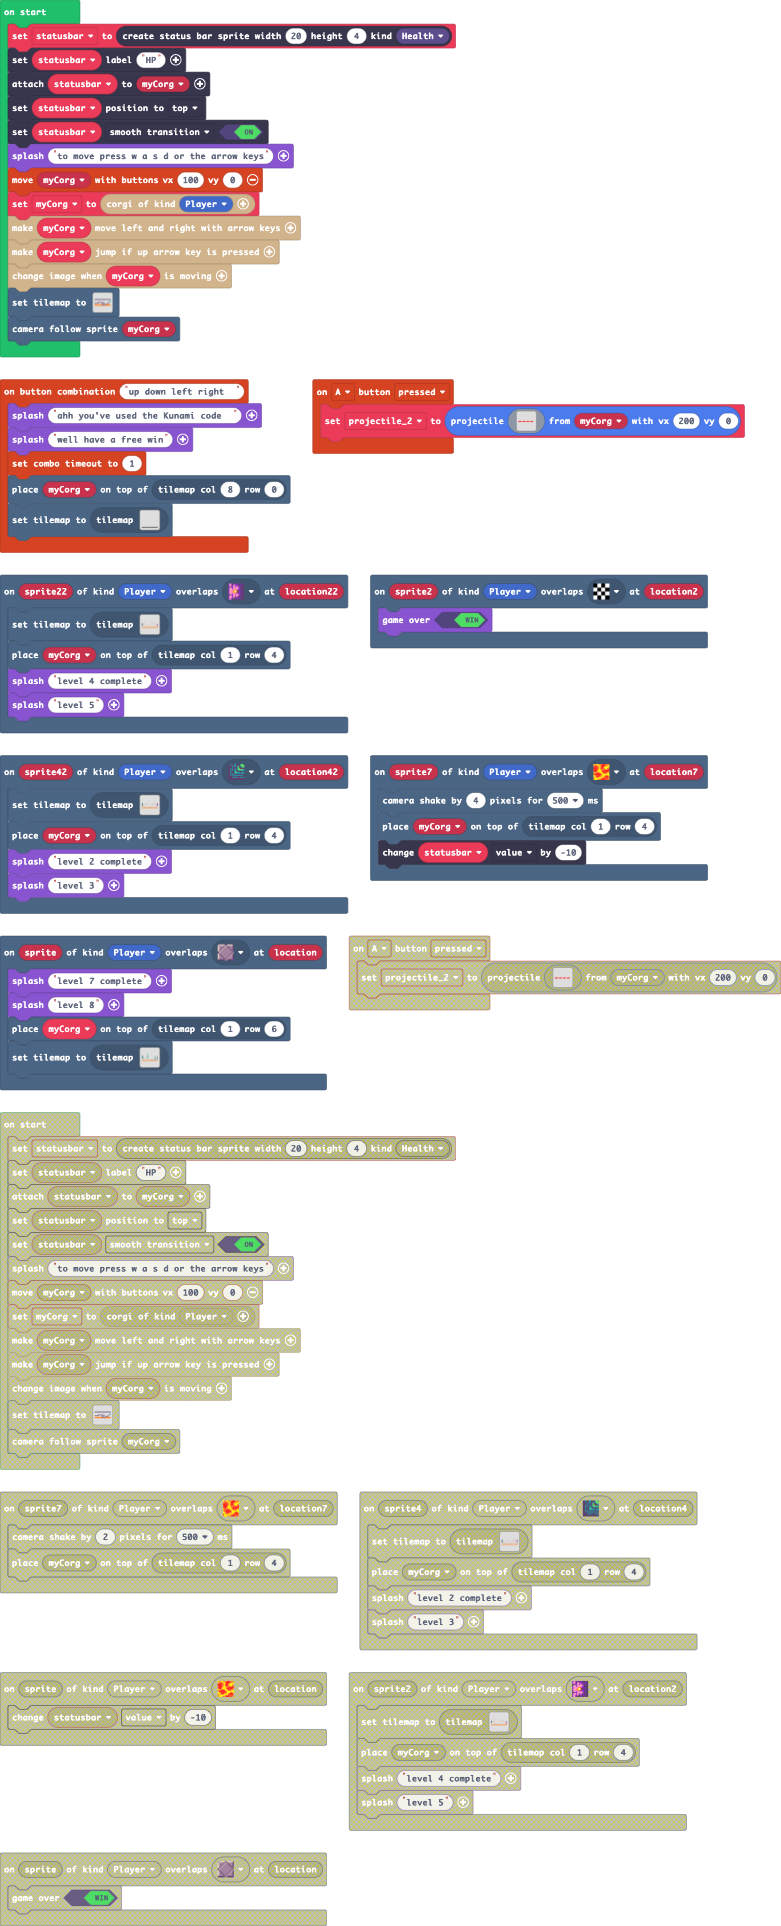 on start
set statusbar to create status bar sprite width 20 height 4 kind Health
set statusbar label "HP"
attach statusbar to myCorg
set statusbar position to top
set statusbar smooth transition ON
splash "to move press w a s d or the arrow keys"
move myCorg with buttons vx 100 vy 0
set myCorg to corgi of kind Player
make myCorg move left and right with arrow keys
make myCorg jump if up arrow key is pressed
change image when myCorg is moving
set tilemap to
camera follow sprite myCorg
on button combination "up down left right "
splash "ahh you've used the Kunami code "
splash "well have a free win"
set combo timeout to 1
place myCorg on top of tilemap col 8 row 0
set tilemap to tilemap
on A button pressed
set projectile_2 to projectile from myCorg with vx 200 vy 0
on sprite22 of kind Player overlaps at location22
set tilemap to tilemap
place myCorg on top of tilemap col 1 row 4
splash "level 4 complete"
splash "level 5"
on sprite2 of kind Player overlaps at location2
game over WIN
on sprite42 of kind Player overlaps at location42
set tilemap to tilemap
place myCorg on top of tilemap col 1 row 4
splash "level 2 complete"
splash "level 3"
on sprite7 of kind Player overlaps at location7
camera shake by 4 pixels for 500 ms
place myCorg on top of tilemap col 1 row 4
change statusbar value by -10
on sprite of kind Player overlaps at location
splash "level 7 complete"
splash "level 8"
place myCorg on top of tilemap col 1 row 6
set tilemap to tilemap
on A button pressed
set projectile_2 to projectile from myCorg with vx 200 vy 0
on start
set statusbar to create status bar sprite width 20 height 4 kind Health
set statusbar label "HP"
attach statusbar to myCorg
set statusbar position to top
set statusbar smooth transition ON
splash "to move press w a s d or the arrow keys"
move myCorg with buttons vx 100 vy 0
set myCorg to corgi of kind Player
make myCorg move left and right with arrow keys
make myCorg jump if up arrow key is pressed
change image when myCorg is moving
set tilemap to
camera follow sprite myCorg
on sprite7 of kind Player overlaps at location7
camera shake by 2 pixels for 500 ms
place myCorg on top of tilemap col 1 row 4
on sprite4 of kind Player overlaps at location4
set tilemap to tilemap
place myCorg on top of tilemap col 1 row 4
splash "level 2 complete"
splash "level 3"
on sprite of kind Player overlaps at location
change statusbar value by -10
on sprite2 of kind Player overlaps at location2
set tilemap to tilemap
place myCorg on top of tilemap col 1 row 4
splash "level 4 complete"
splash "level 5"
on sprite of kind Player overlaps at location
game over WIN